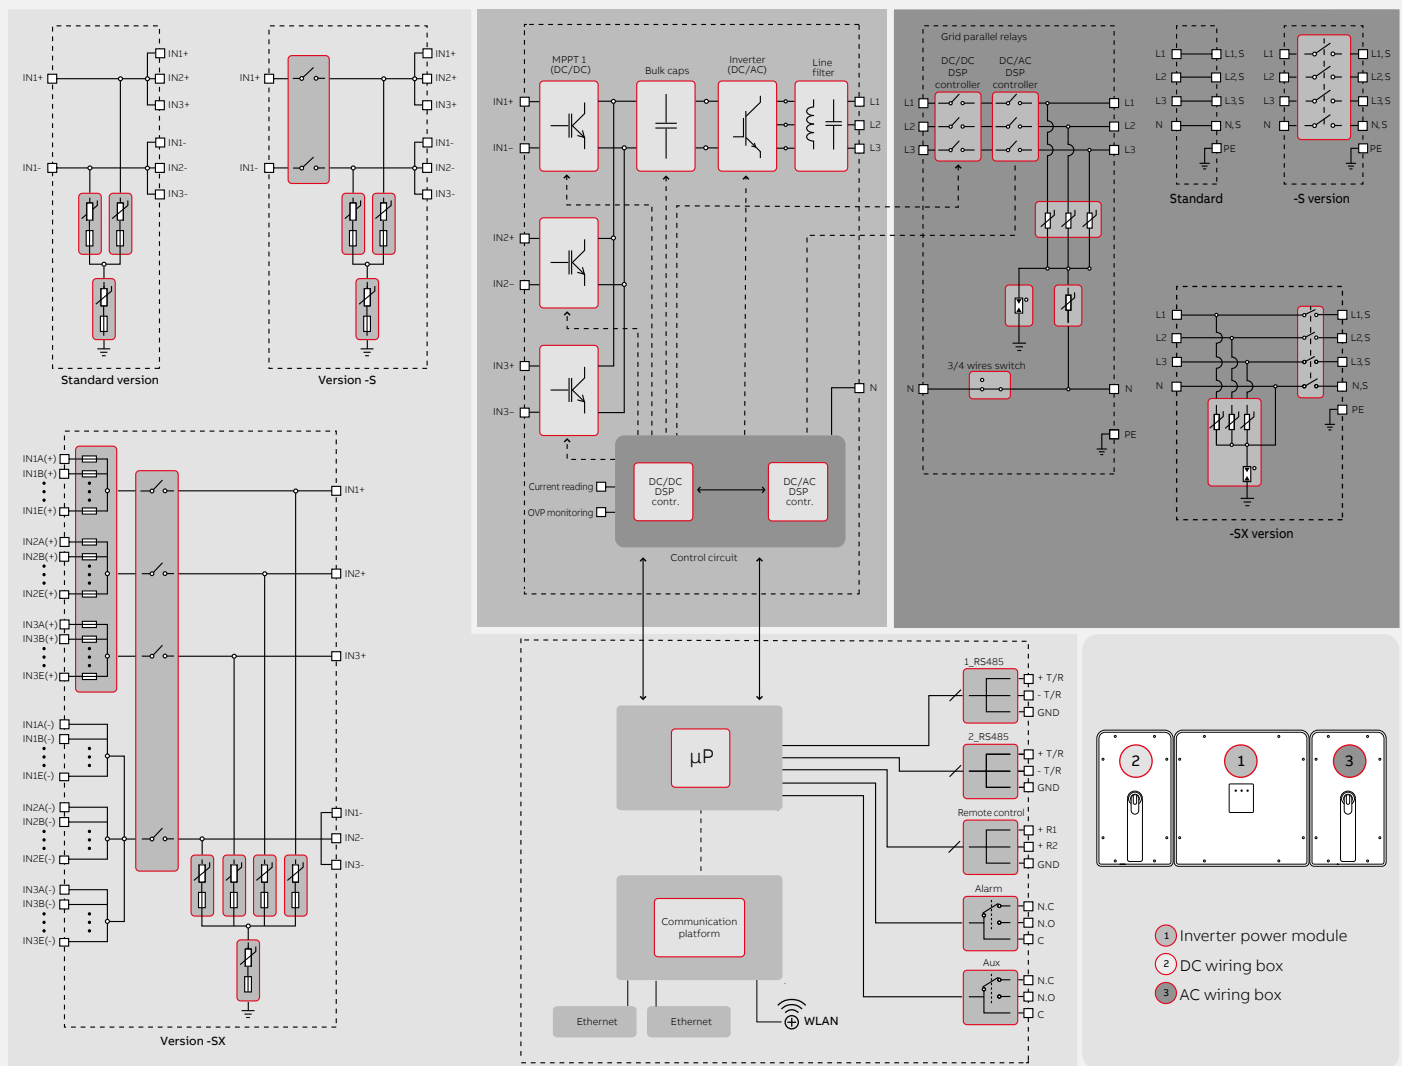 IN1+
IN1+
IN2+
IN3+
IN1-
IN1-
IN2-
IN3-
Standard version
IN1+
IN1+
IN2+
IN3+
IN1-
IN1-
IN2-
IN3-
Version -S
IN1A(+)
IN1B(+)
IN1E(+)
IN2A(+)
IN2B(+)
IN2E(+)
IN3A(+)
IN3B(+)
IN3E(+)
IN1A(-)
IN1B(-)
IN1E(-)
IN2A(-)
IN2B(-)
IN2E(-)
IN3A(-)
IN3B(-)
IN3E(-)
IN1+
IN2+
IN3+
IN1-
IN2-
IN3-
Version -SX
MPPT 1
(DC/DC)
Bulk caps
Inverter
(DC/AC)
Line
filter
IN1+
IN1–
IN2+
IN2–
IN3+
IN3–
L1
L2
L3
N
Current reading
OVP monitoring
DC/DC
DSP
contr.
DC/AC
DSP
contr.
Control circuit
Grid parallel relays
DC/DC
DSP
controller
DC/AC
DSP
controller
L1
L2
L3
L1
L2
L3
3/4 wires switch
N
N
PE
L1
L2
L3
N
L1,S
L2,S
L3,S
N,S
PE
Standard
L1
L2
L3
N
L1,S
L2,S
L3,S
N,S
PE
-S version
L1
L2
L3
N
L1,S
L2,S
L3,S
N,S
PE
-SX version
µP
Communication
platform
Ethernet
Ethernet
WLAN
1_RS485
+ T/R
- T/R
GND
2_RS485
+ T/R
- T/R
GND
Remote control
+ R1
+ R2
GND
Alarm
N.C
N.O
C
Aux
N.C
N.O
C
2
1
3
1 Inverter power module
2 DC wiring box
3 AC wiring box